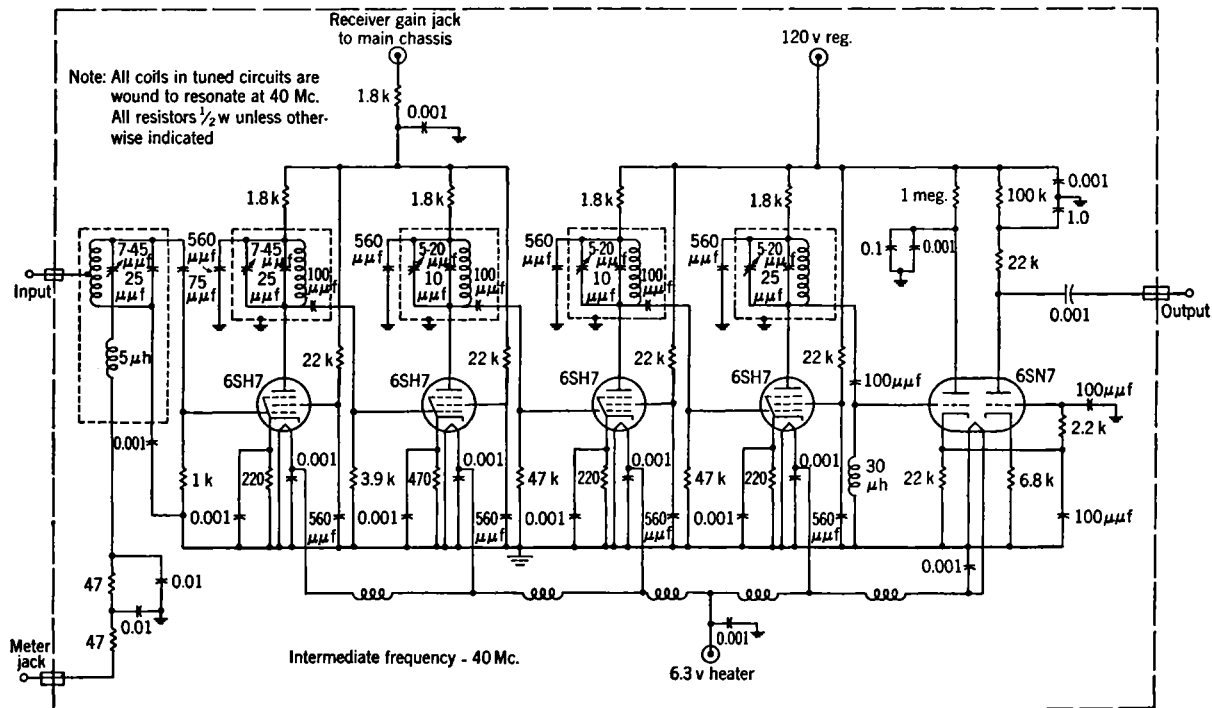 Receiver gain jack
to main chassis
120 v reg.
Note: All coils in tuned circuits are
wound to resonate at 40 Mc.
All resistors 1/2 w unless other-
wise indicated
1.8 k
0.001
1.8 k
1.8 k
1.8 k
1.8 k
1 meg.
100 k
0.001
1.0
Input
7-45
μμf
25
μμf
560
μμf
75
μμf
7-45
μμf
25
μμf
100
μμf
560
μμf
5-20
μμf
10
μμf
100
μμf
560
μμf
5-20
μμf
10
μμf
100
μμf
560
μμf
5-20
μμf
25
μμf
0.1
0.001
22 k
0.001
Output
5 μh
6SH7
22 k
6SH7
22 k
6SH7
22 k
6SH7
22 k
100 μμf
6SN7
100 μμf
2.2 k
0.001
1 k
0.001
220
0.001
560
μμf
3.9 k
0.001
470
0.001
560
μμf
47 k
0.001
220
0.001
560
μμf
47 k
0.001
220
0.001
560
μμf
30
μh
22 k
6.8 k
100 μμf
0.001
47
0.01
0.01
47
Meter
jack
0.001
6.3 v heater
Intermediate frequency - 40 Mc.